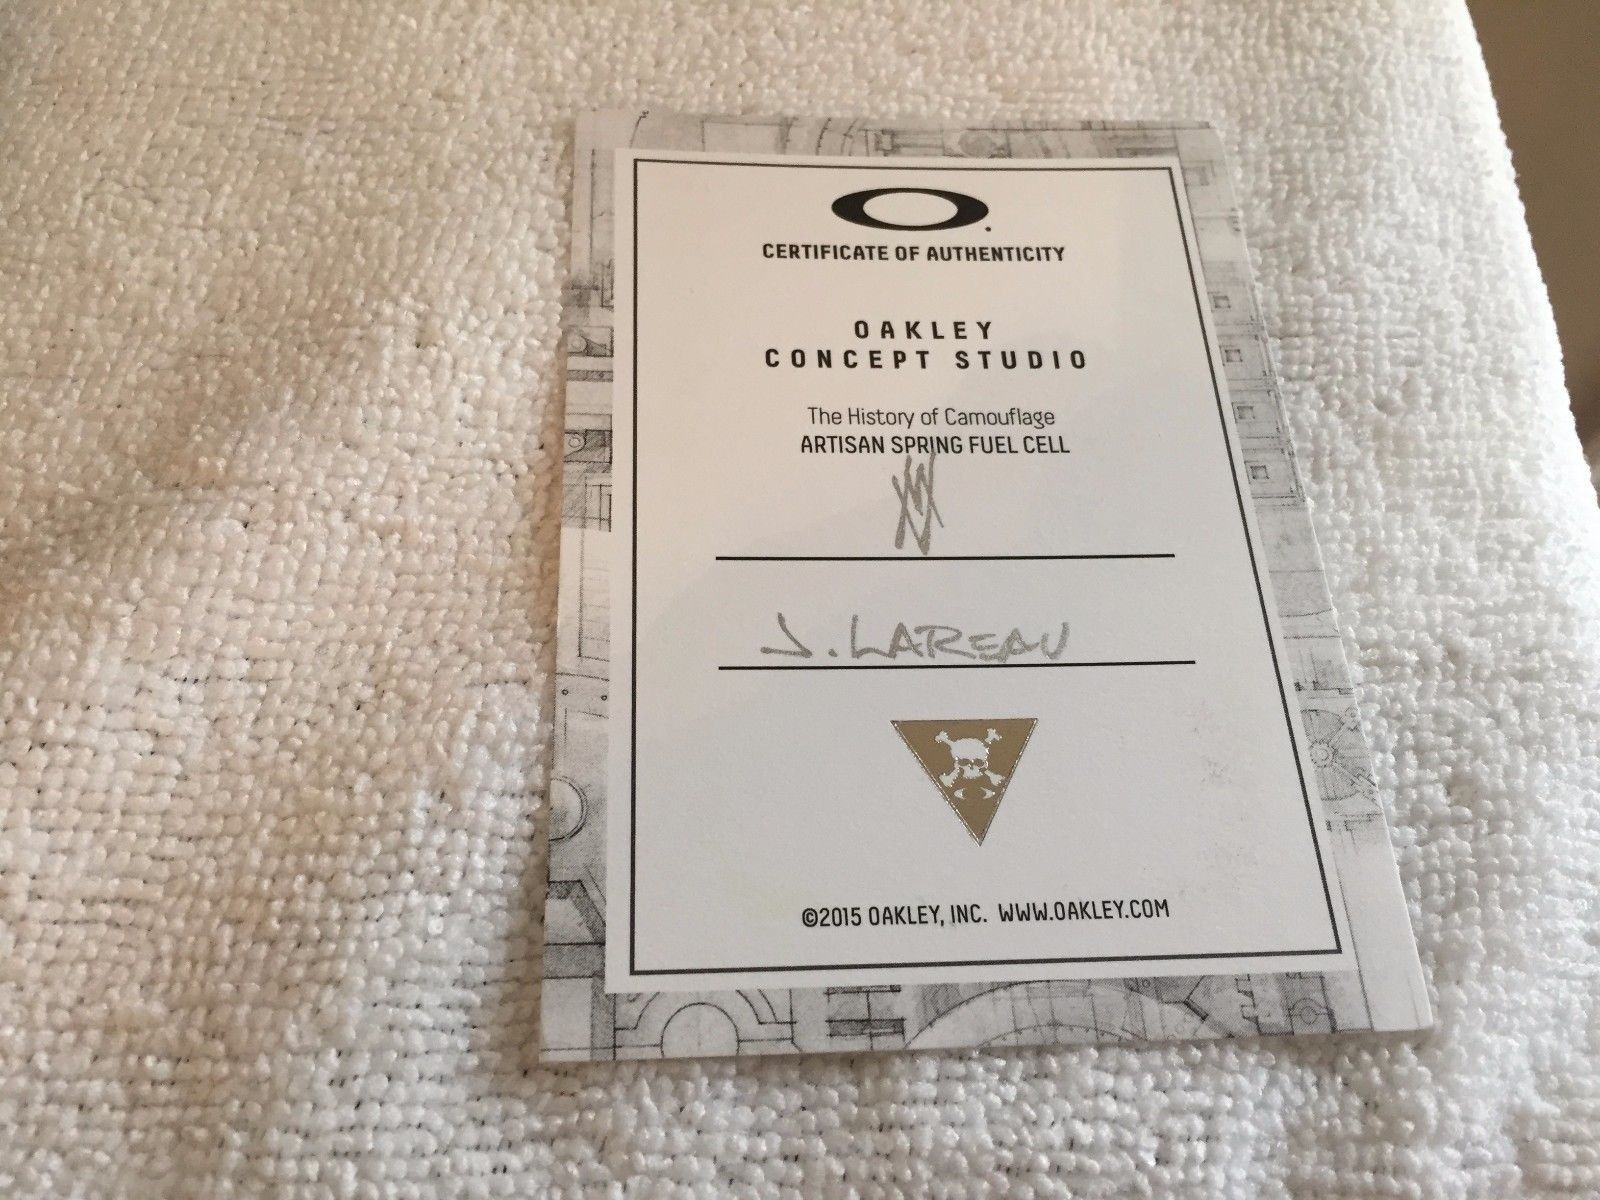 CERTIFICATE OF AUTHENTICITY
OAKLEY
CONCEPT STUDIO
The History of Camouflage
ARTISAN SPRING FUEL CELL
J. LAREAU
©2015 OAKLEY, INC. WWW.OAKLEY.COM